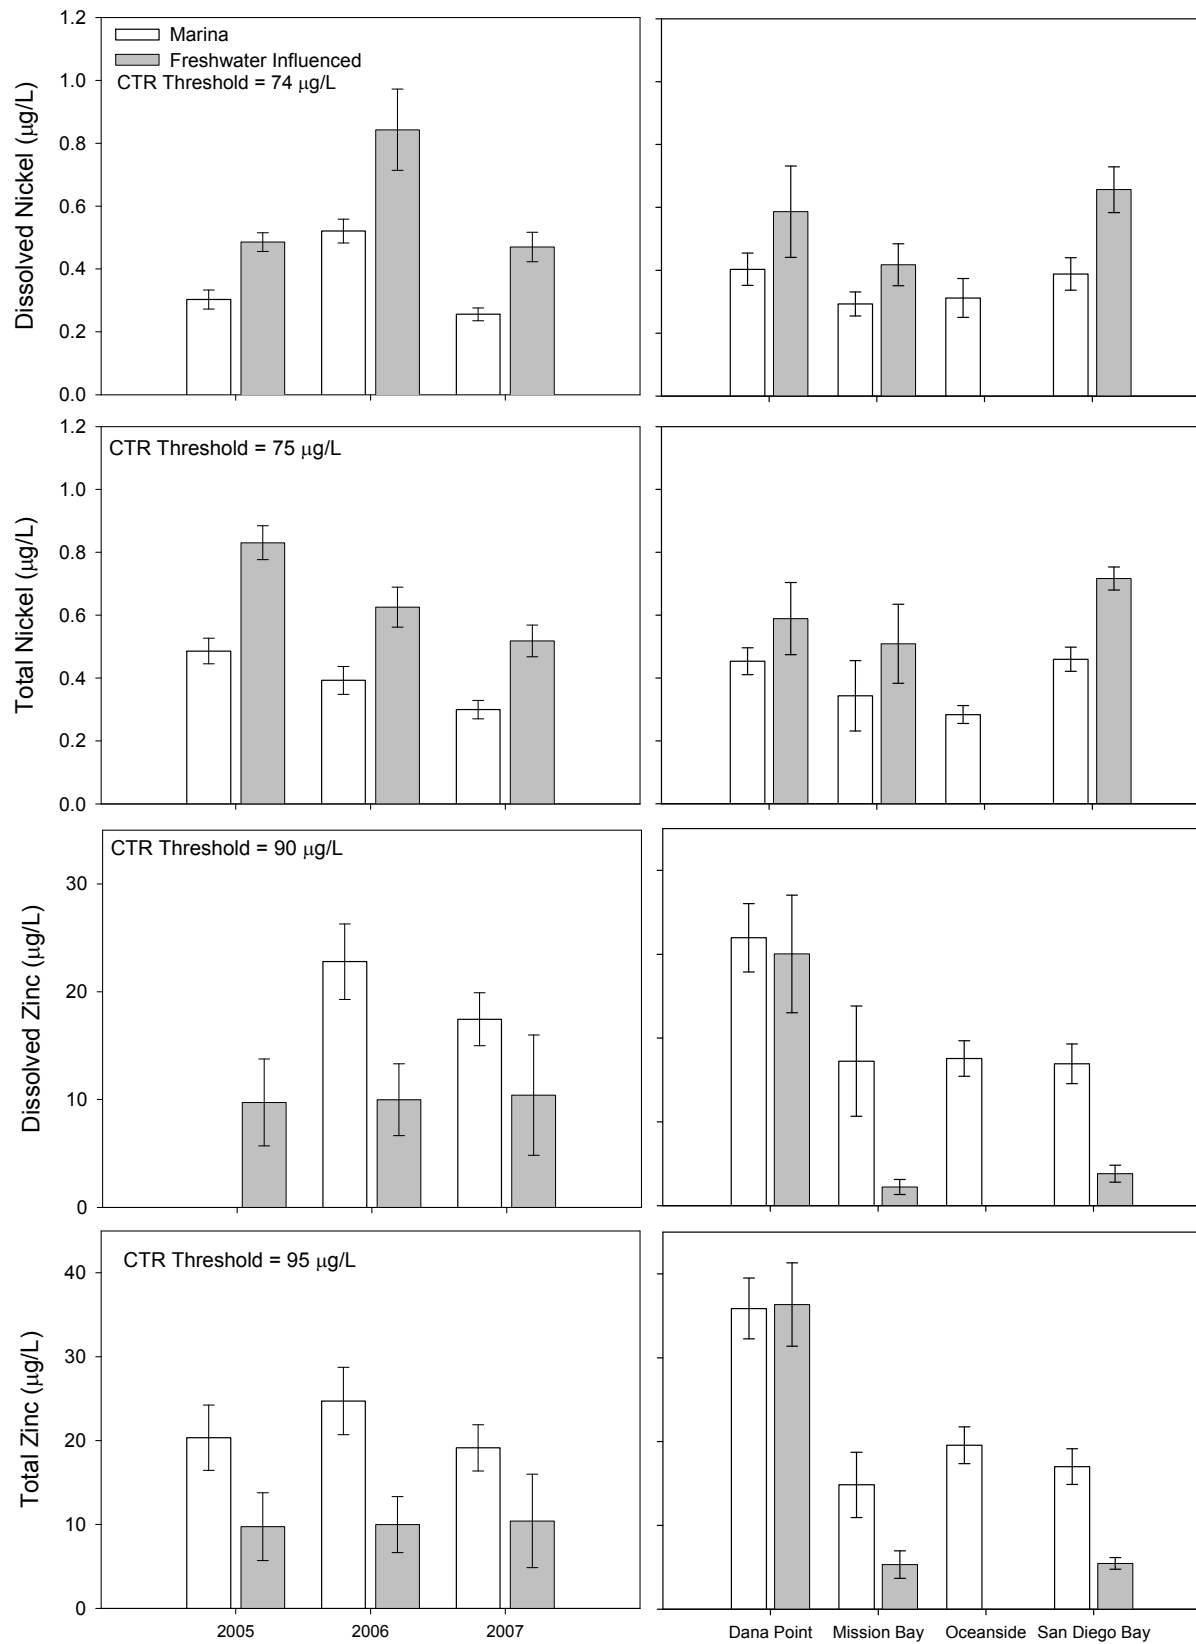 1.2
1.0
0.8
0.6
0.4
0.2
0.0
Dissolved Nickel (μg/L)
Marina
Freshwater Influenced
CTR Threshold = 74 μg/L
1.2
1.0
0.8
0.6
0.4
0.2
0.0
Total Nickel (μg/L)
CTR Threshold = 75 μg/L
30
20
10
0
Dissolved Zinc (μg/L)
CTR Threshold = 90 μg/L
40
30
20
10
0
Total Zinc (μg/L)
CTR Threshold = 95 μg/L
2005 2006 2007
Dana Point Mission Bay Oceanside San Diego Bay